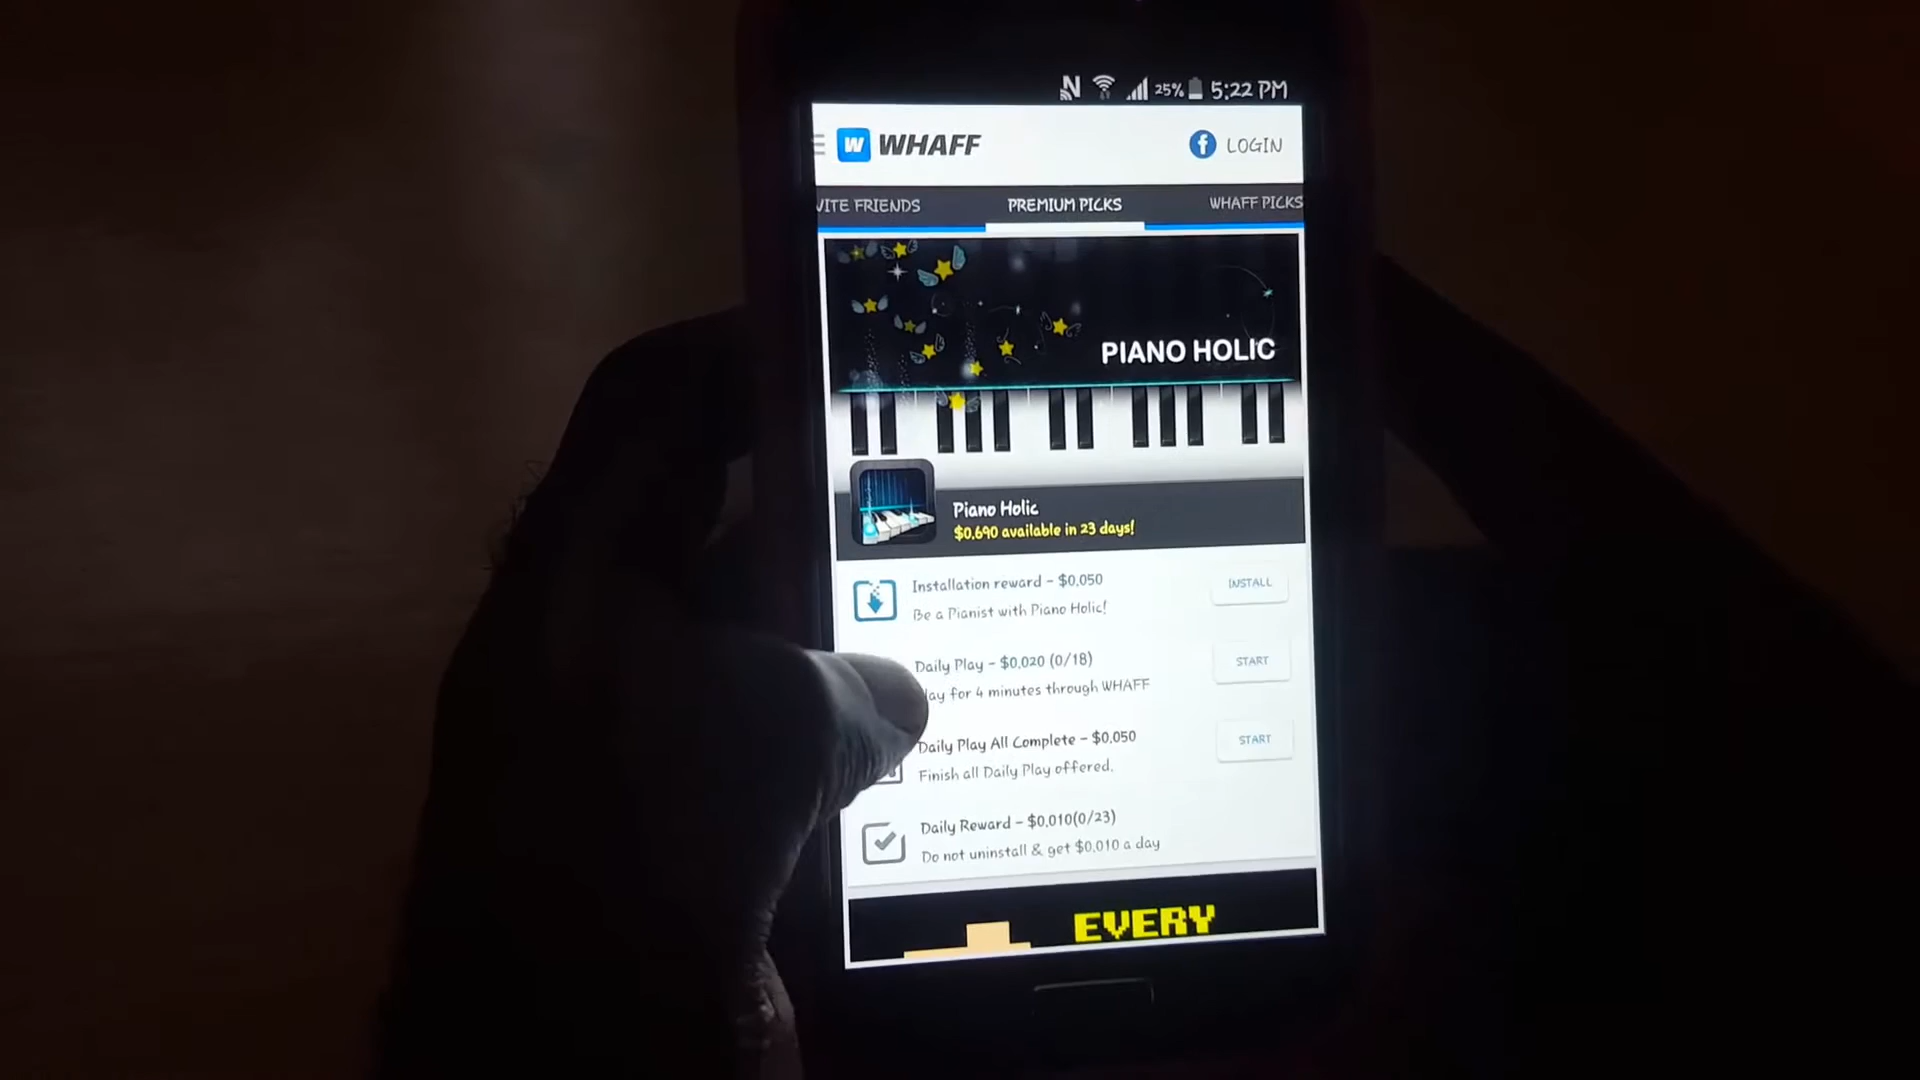 25% 5:22 PM
W WHAFF
f LOGIN
VITE FRIENDS
PREMIUM PICKS
WHAFF PICKS
PIANO HOLIC
Piano Holic
$0.690 available in 23 days!
Installation reward - $0.050
Be a Pianist with Piano Holic!
INSTALL
Daily Play - $0.020 (0/18)
lay for 4 minutes through WHAFF
START
Daily Play All Complete - $0.050
Finish all Daily Play offered.
START
Daily Reward - $0.010(0/23)
Do not uninstall & get $0.010 a day
EVERY